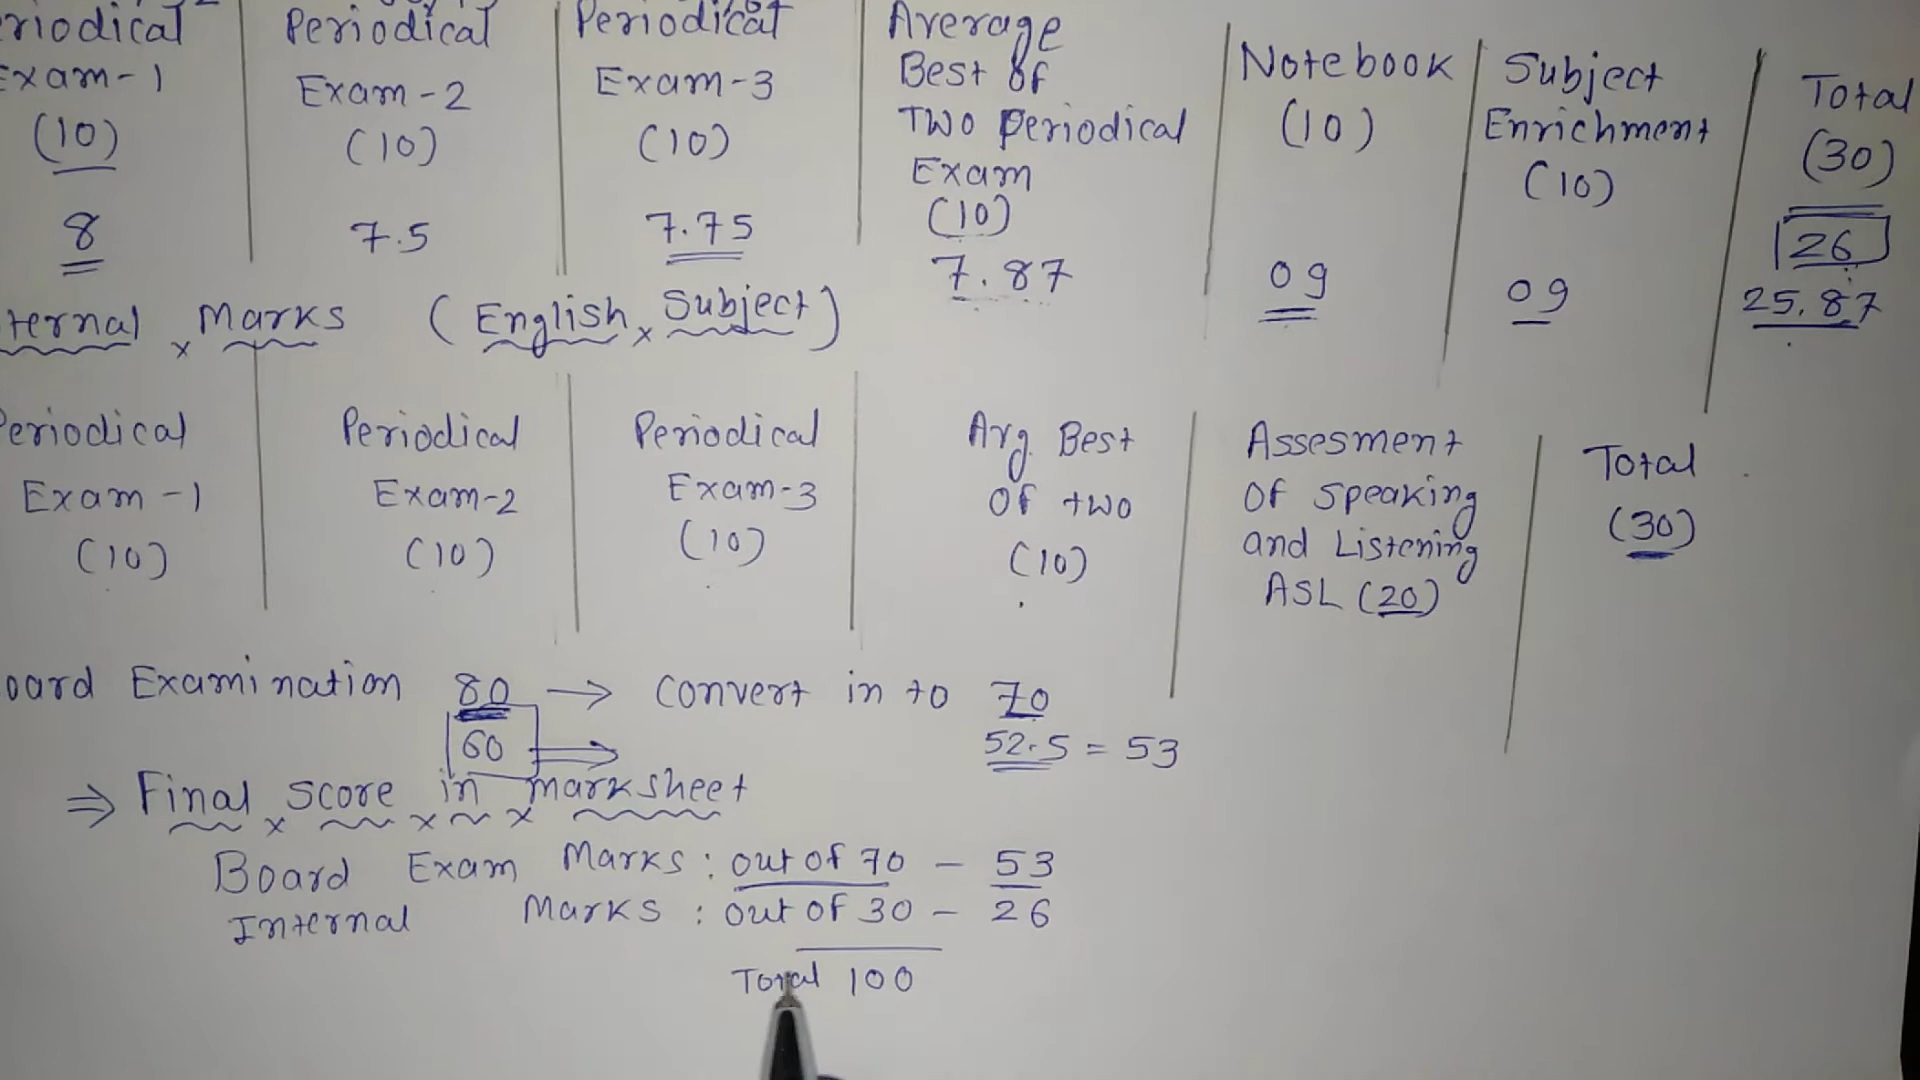 riodical
Exam-1
(10)
8
Periodical
Exam-2
(10)
7.5
Periodical
Exam-3
(10)
7.75
Average
Best of
Two Periodical
Exam
(10)
7.87
Notebook
(10)
09
Subject
Enrichment
(10)
09
Total
(30)
26
25.87
ternal x Marks (English x Subject)
Periodical
Exam-1
(10)
Periodical
Exam-2
(10)
Periodical
Exam-3
(10)
Avg. Best
Of two
(10)
Assesment
Of speaking
and Listening
ASL (20)
Total
(30)
oard Examination 80 → convert in to 70
60 ⇒ 52.5 = 53
⇒ Final x score x in x marksheet
Board Exam Marks : out of 70 - 53
Internal Marks : out of 30 - 26
Total 100